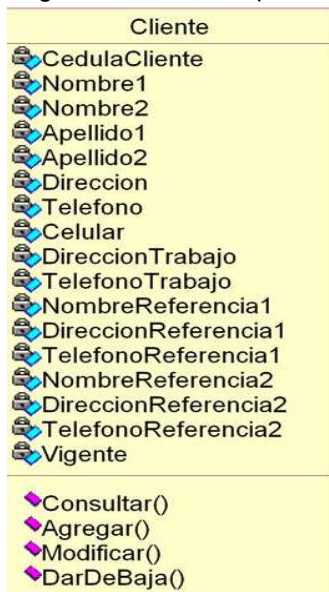 Cliente
CedulaCliente
Nombre1
Nombre2
Apellido1
Apellido2
Direccion
Telefono
Celular
DireccionTrabajo
TelefonoTrabajo
NombreReferencia1
DireccionReferencia1
TelefonoReferencia1
NombreReferencia2
DireccionReferencia2
TelefonoReferencia2
Vigente
Consultar()
Agregar()
Modificar()
DarDeBaja()